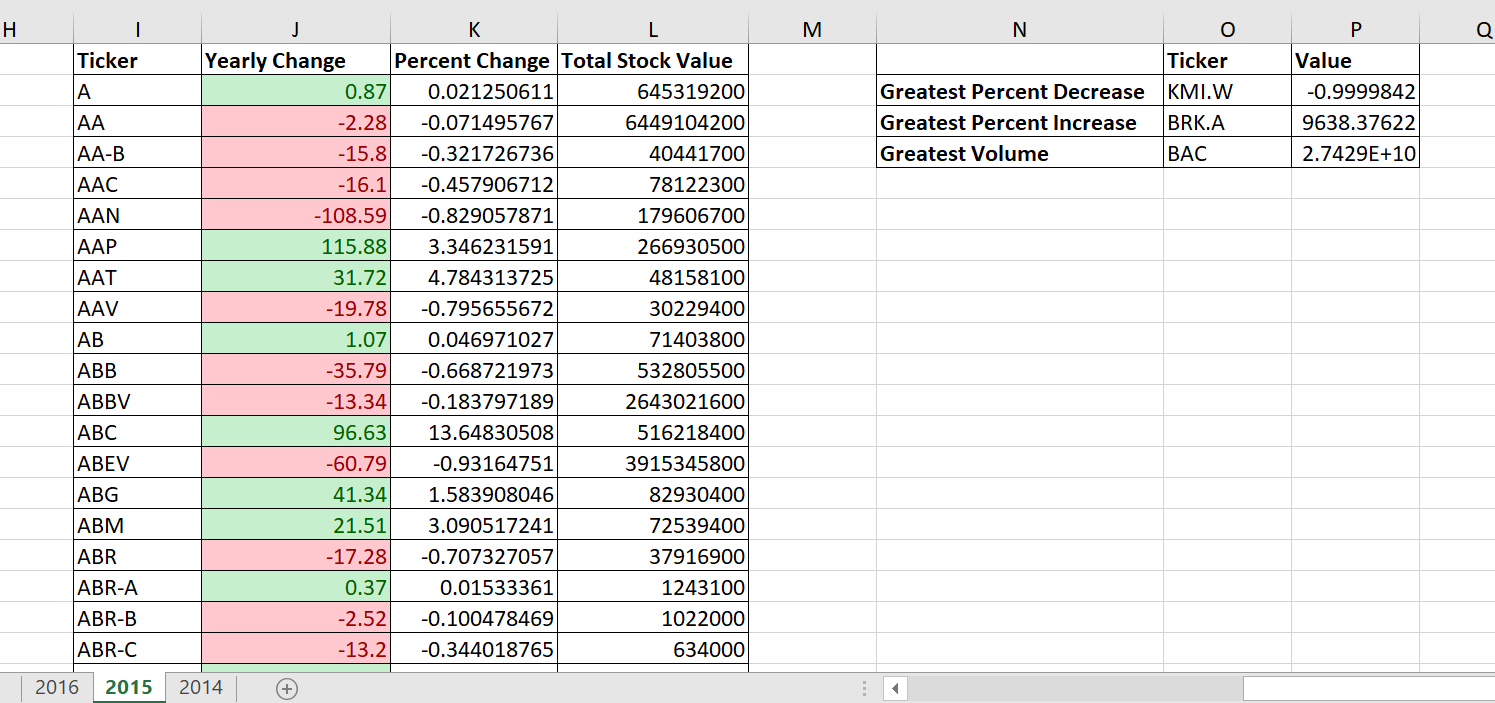 H I J K L M N O P Q
Ticker Yearly Change Percent Change Total Stock Value Ticker Value
A 0.87 0.021250611 645319200 Greatest Percent Decrease KMI.W -0.9999842
AA -2.28 -0.071495767 6449104200 Greatest Percent Increase BRK.A 9638.37622
AA-B -15.8 -0.321726736 40441700 Greatest Volume BAC 2.7429E+10
AAC -16.1 -0.457906712 78122300
AAN -108.59 -0.829057871 179606700
AAP 115.88 3.346231591 266930500
AAT 31.72 4.784313725 48158100
AAV -19.78 -0.795655672 30229400
AB 1.07 0.046971027 71403800
ABB -35.79 -0.668721973 532805500
ABBV -13.34 -0.183797189 2643021600
ABC 96.63 13.64830508 516218400
ABEV -60.79 -0.93164751 3915345800
ABG 41.34 1.583908046 82930400
ABM 21.51 3.090517241 72539400
ABR -17.28 -0.707327057 37916900
ABR-A 0.37 0.01533361 1243100
ABR-B -2.52 -0.100478469 1022000
ABR-C -13.2 -0.344018765 634000
2016 2015 2014